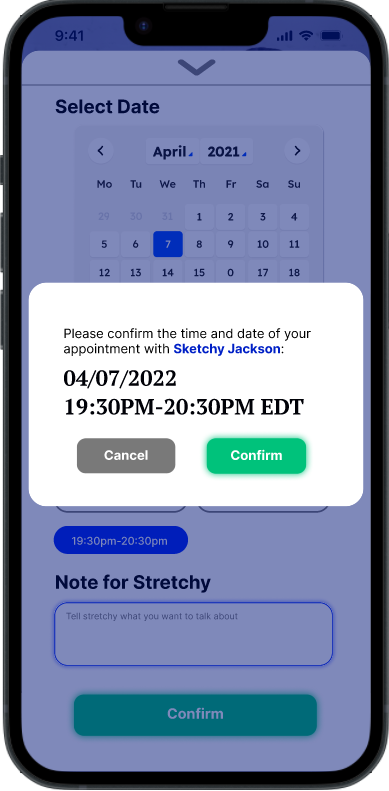 9:41
Select Date
April 2021
Mo Tu We Th Fr Sa Su
29 30 31 1 2 3 4
5 6 7 8 9 10 11
12 13 14 15 0 17 18
Please confirm the time and date of your
appointment with Sketchy Jackson:
04/07/2022
19:30PM-20:30PM EDT
Cancel Confirm
19:30pm-20:30pm
Note for Stretchy
Tell stretchy what you want to talk about
Confirm